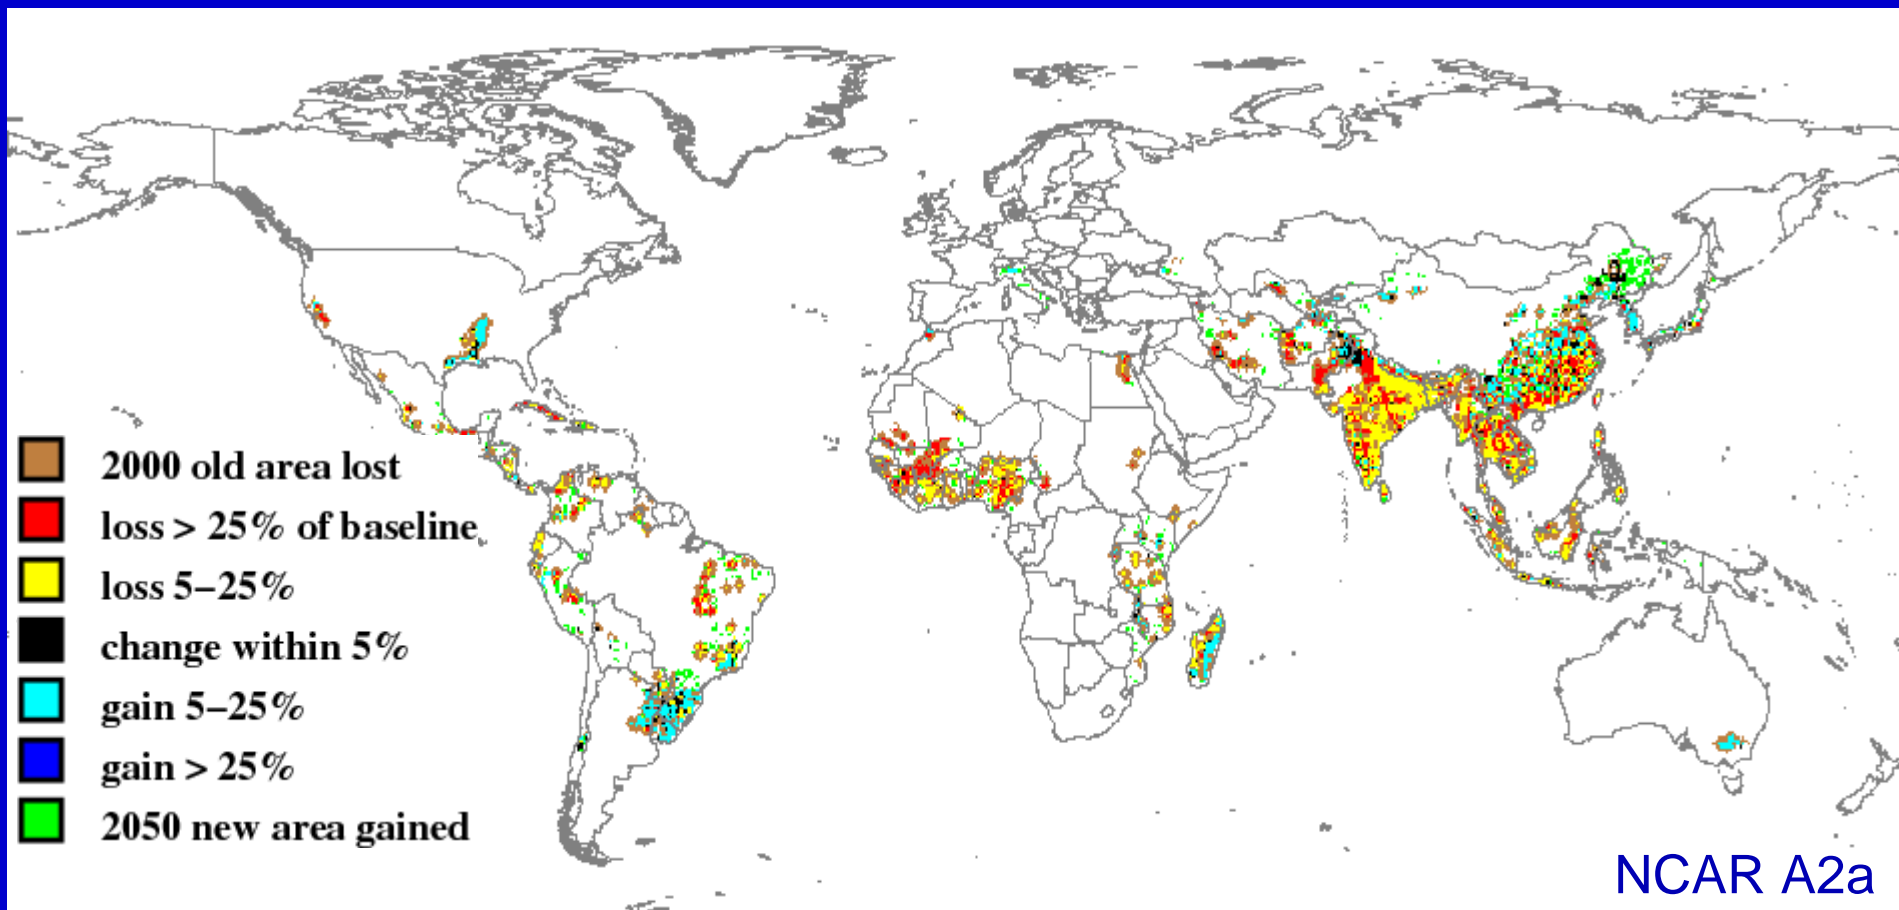 2000 old area lost
loss > 25% of baseline
loss 5–25%
change within 5%
gain 5–25%
gain > 25%
2050 new area gained
NCAR A2a